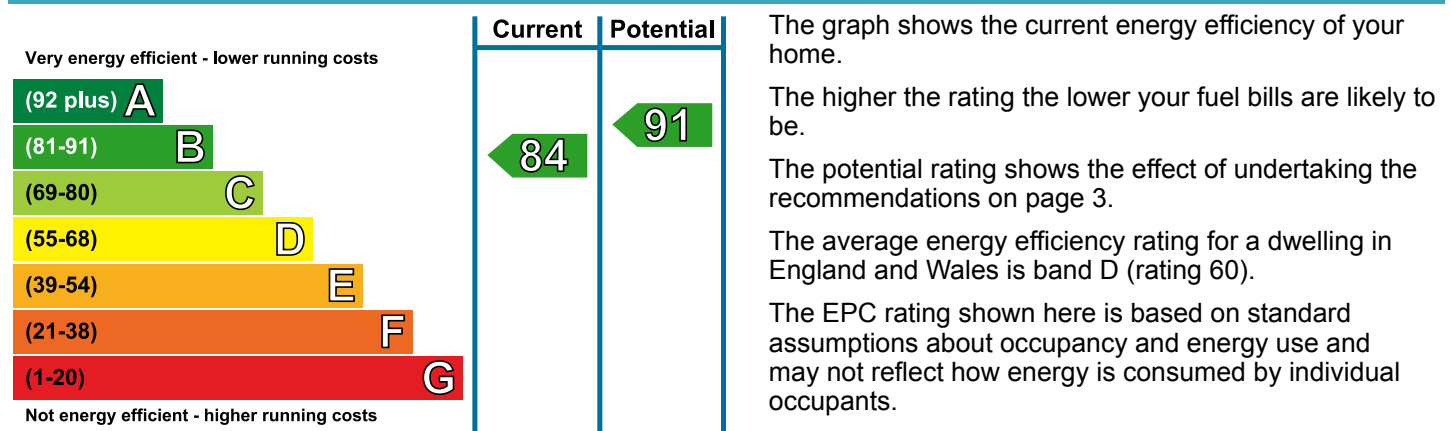 Current Potential
Very energy efficient - lower running costs
(92 plus) A
(81-91) B
(69-80) C
(55-68) D
(39-54) E
(21-38) F
(1-20) G
Not energy efficient - higher running costs
84
91
The graph shows the current energy efficiency of your
home.
The higher the rating the lower your fuel bills are likely to
be.
The potential rating shows the effect of undertaking the
recommendations on page 3.
The average energy efficiency rating for a dwelling in
England and Wales is band D (rating 60).
The EPC rating shown here is based on standard
assumptions about occupancy and energy use and
may not reflect how energy is consumed by individual
occupants.